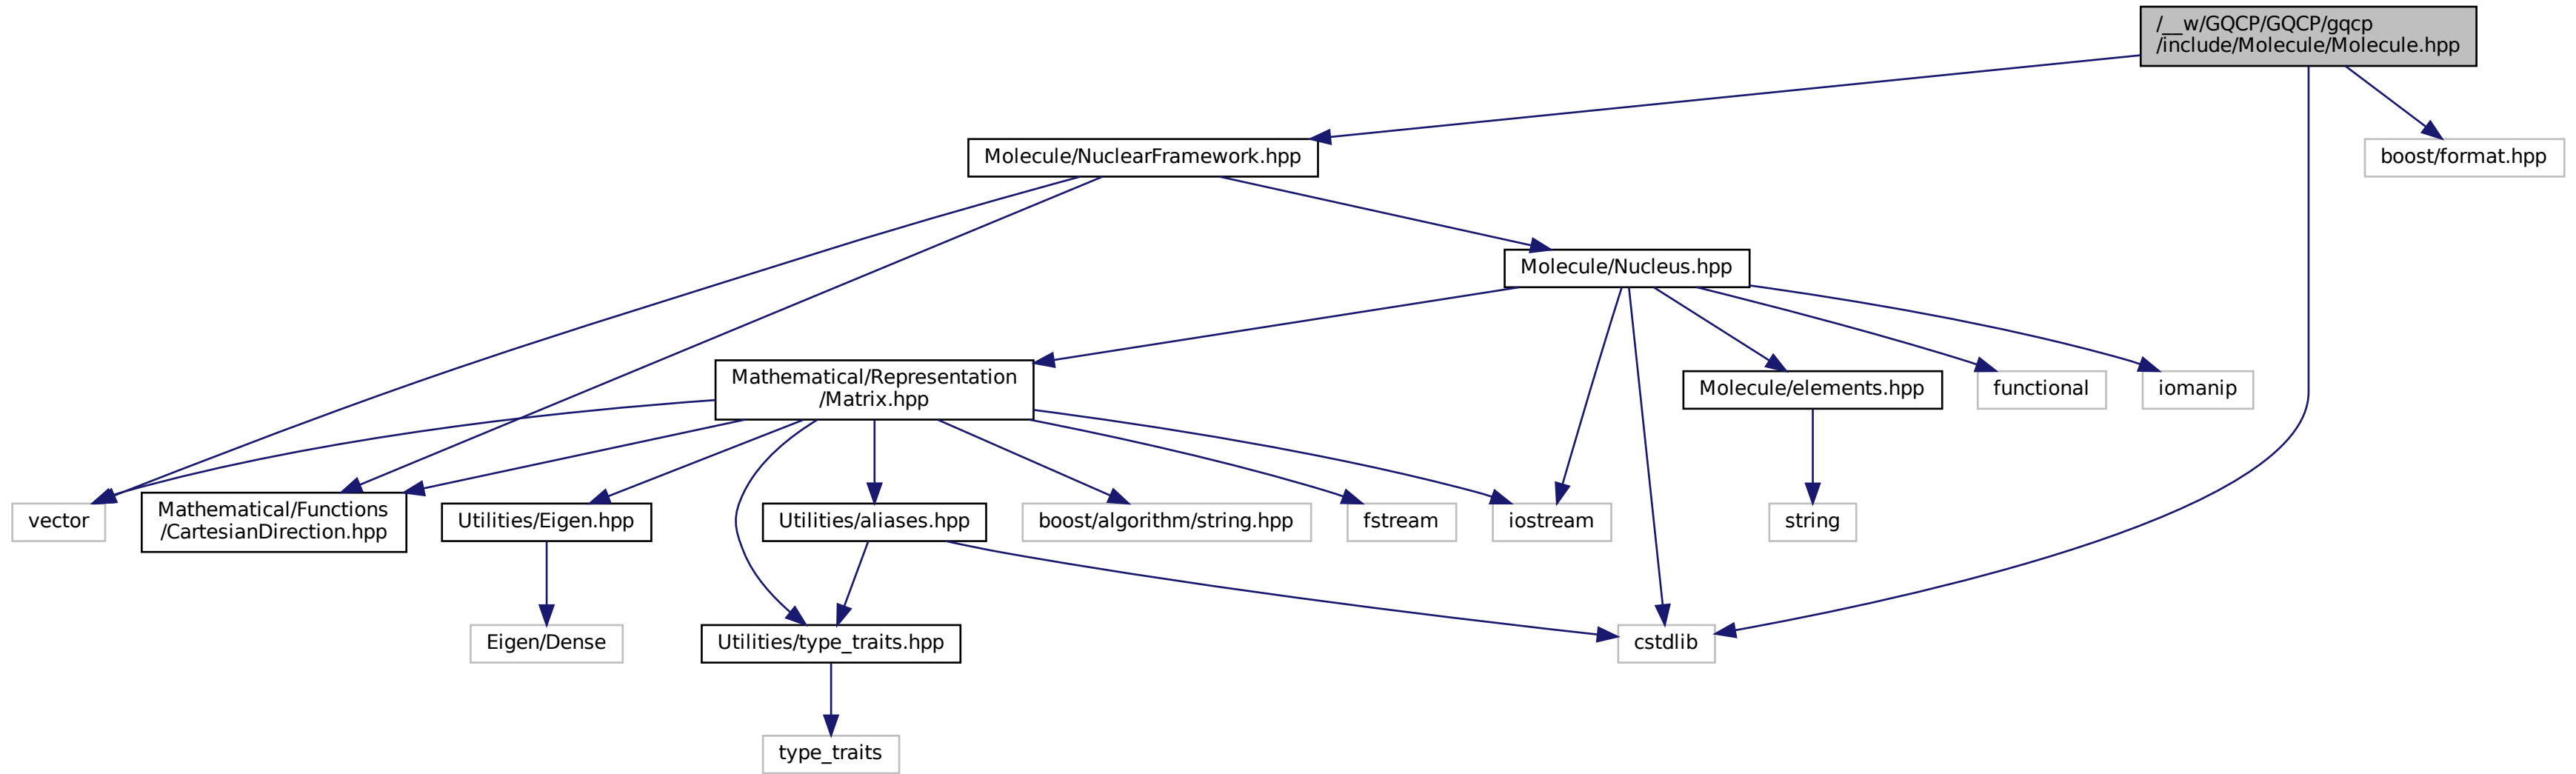 /__w/GQCP/GQCP/gqcp
/include/Molecule/Molecule.hpp
Molecule/NuclearFramework.hpp
boost/format.hpp
Molecule/Nucleus.hpp
Mathematical/Representation
/Matrix.hpp
Molecule/elements.hpp
functional
iomanip
vector
Mathematical/Functions
/CartesianDirection.hpp
Utilities/Eigen.hpp
Utilities/aliases.hpp
boost/algorithm/string.hpp
fstream
iostream
string
Eigen/Dense
Utilities/type_traits.hpp
cstdlib
type_traits